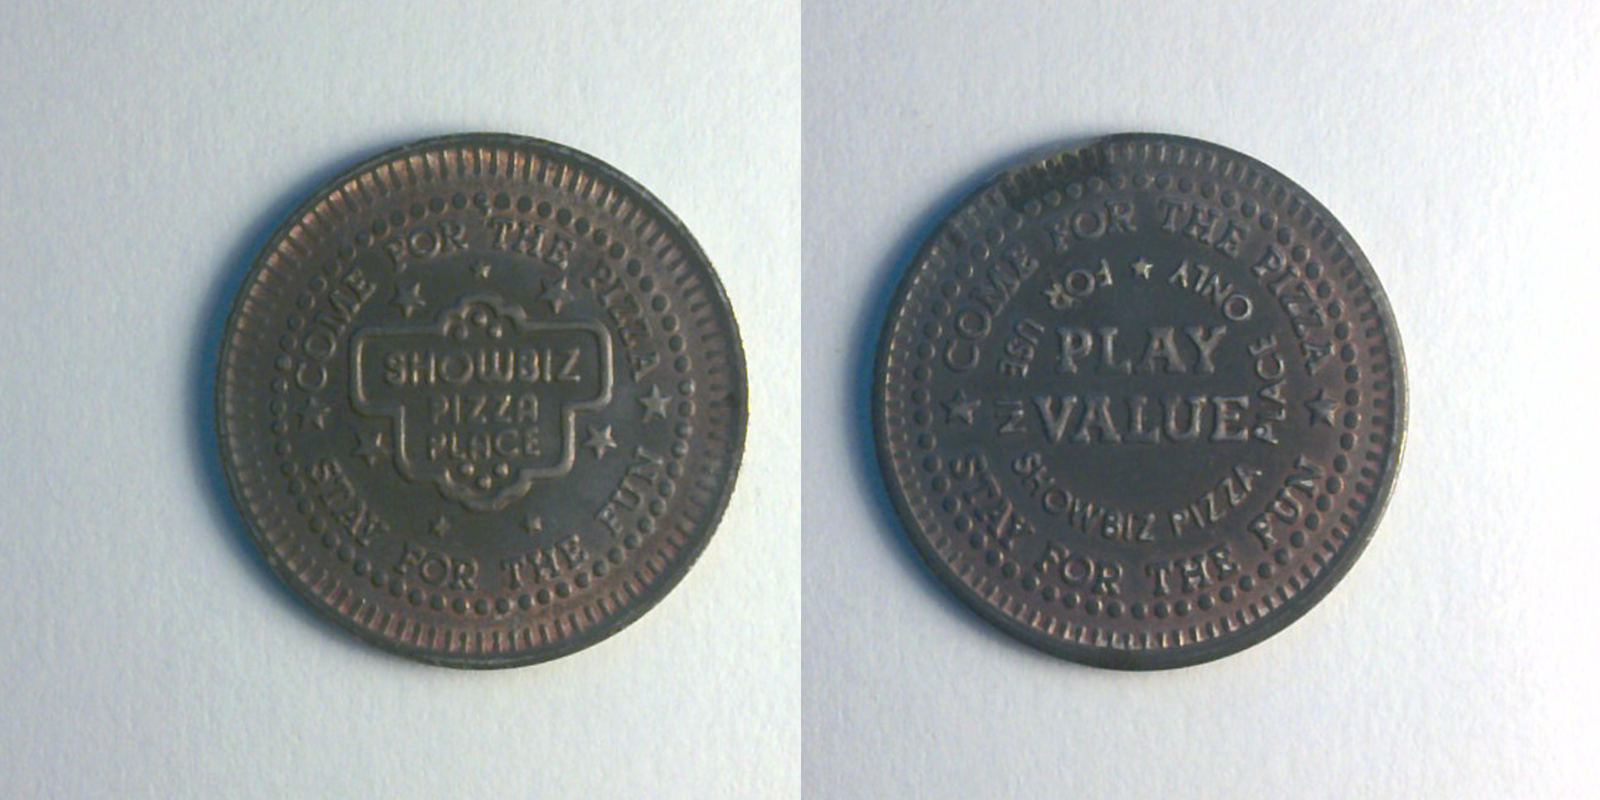 COME FOR THE PIZZA
SHOWBIZ
PIZZA
PLACE
STAY FOR THE FUN
COME FOR THE PIZZA
FOR USE IN SHOWBIZ PIZZA PLACE ONLY
PLAY
VALUE
STAY FOR THE FUN